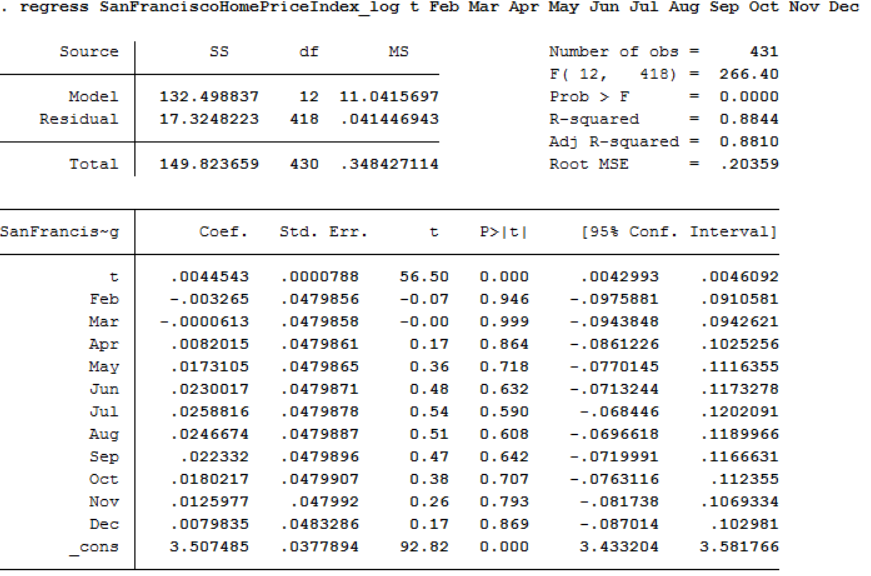 . regress SanFranciscoHomePriceIndex_log t Feb Mar Apr May Jun Jul Aug Sep Oct Nov Dec
Source SS df MS Number of obs = 431
F( 12, 418) = 266.40
Model 132.498837 12 11.0415697 Prob > F = 0.0000
Residual 17.3248223 418 .041446943 R-squared = 0.8844
Adj R-squared = 0.8810
Total 149.823659 430 .348427114 Root MSE = .20359
SanFrancis~g Coef. Std. Err. t P>|t| [95% Conf. Interval]
t .0044543 .0000788 56.50 0.000 .0042993 .0046092
Feb -.003265 .0479856 -0.07 0.946 -.0975881 .0910581
Mar -.0000613 .0479858 -0.00 0.999 -.0943848 .0942621
Apr .0082015 .0479861 0.17 0.864 -.0861226 .1025256
May .0173105 .0479865 0.36 0.718 -.0770145 .1116355
Jun .0230017 .0479871 0.48 0.632 -.0713244 .1173278
Jul .0258816 .0479878 0.54 0.590 -.068446 .1202091
Aug .0246674 .0479887 0.51 0.608 -.0696618 .1189966
Sep .022332 .0479896 0.47 0.642 -.0719991 .1166631
Oct .0180217 .0479907 0.38 0.707 -.0763116 .112355
Nov .0125977 .047992 0.26 0.793 -.081738 .1069334
Dec .0079835 .0483286 0.17 0.869 -.087014 .102981
_cons 3.507485 .0377894 92.82 0.000 3.433204 3.581766